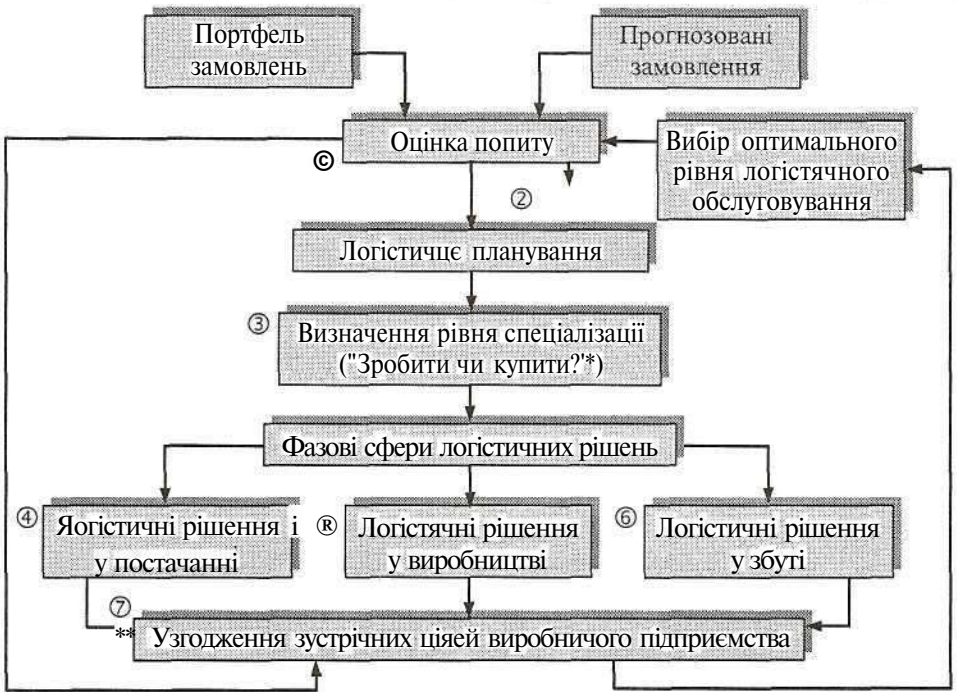 Портфель
замовлень
Прогнозовані
замовлення
© Оцінка попиту
Вибір оптимального
рівня логістячного
обслуговування
②
Логістичцє планування
③ Визначення рівня спеціалізації
("Зробити чи купити?'*)
Фазові сфери логістичних рішень
④ Яогістичні рішення і
у постачанні
® Логістячні рішення
у виробництві
⑥ Логістичні рішення
у збуті
⑦
** Узгодження зустрічних ціяей виробничого підприємства